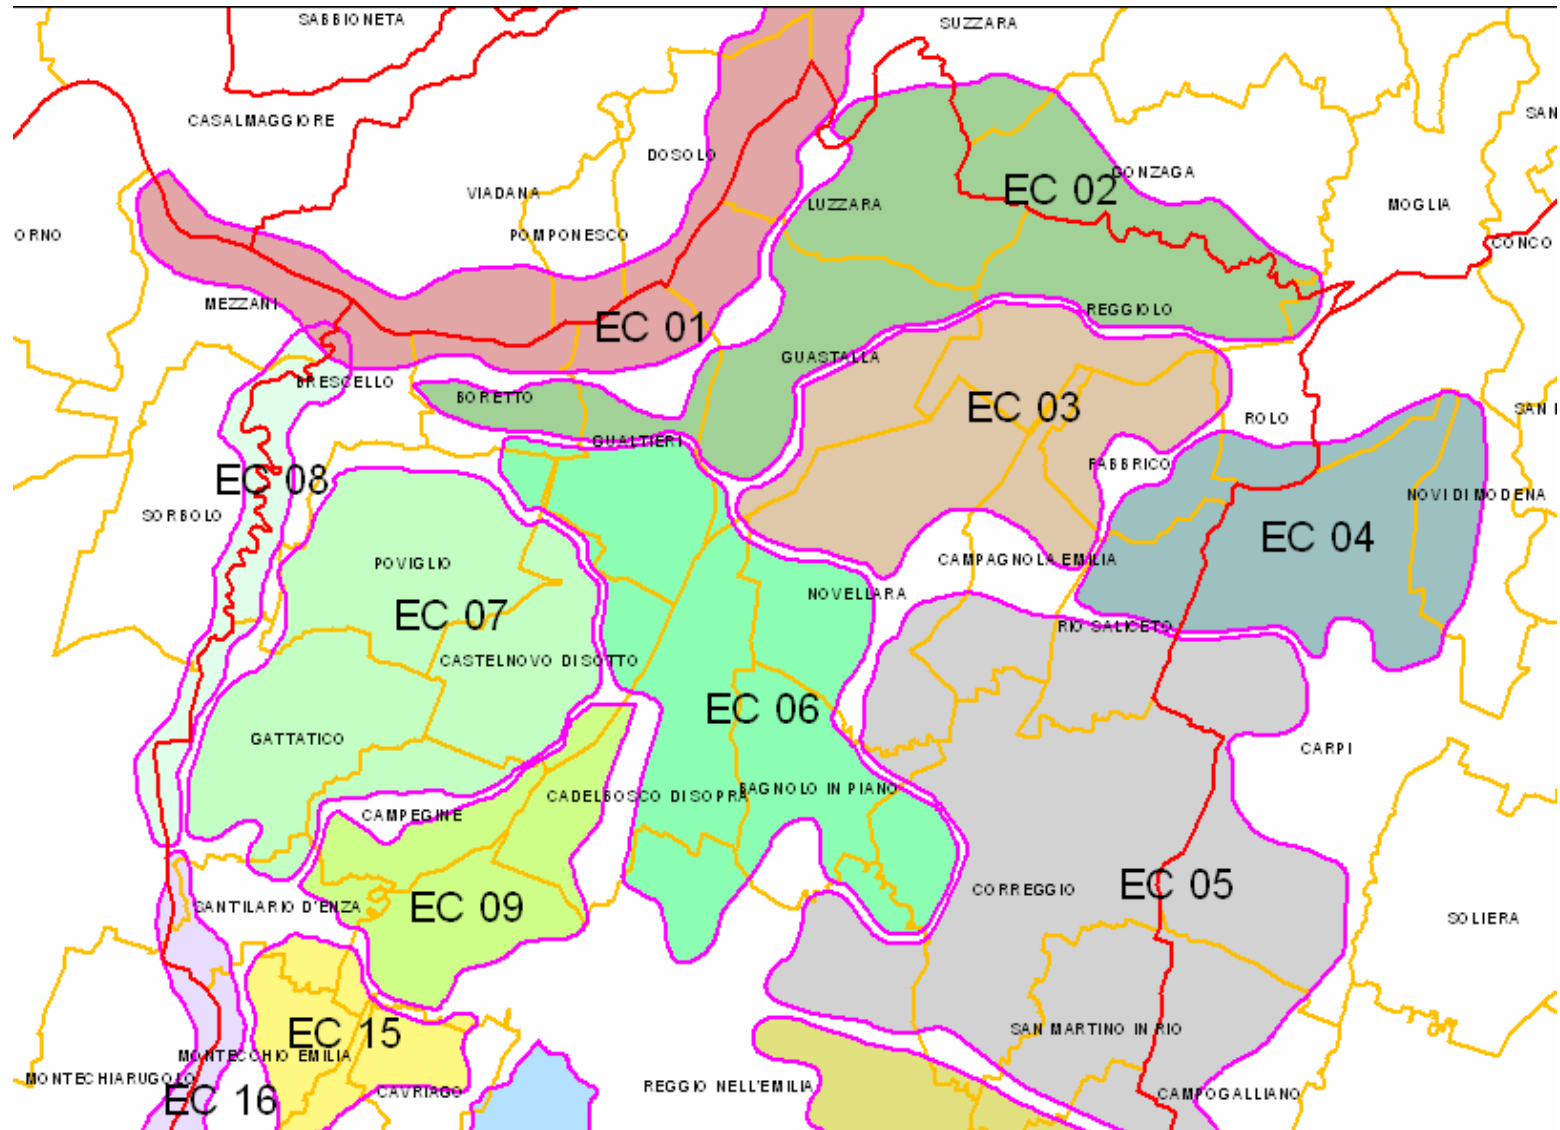 SABBIONETA
SUZZARA
CASALMAGGIORE
SAN
DOSOLO
GONZAGA
VIADANA
EC 02
LUZZARA
MOGLIA
ORNO
POMPONESCO
CONCO
MEZZANI
REGGIOLO
EC 01
GUASTALLA
BRESCELLO
BORETTO
EC 03
ROLO
SAN
GUALTIERI
FABBRICO
EC 08
NOVI DI MODENA
SORBOLO
EC 04
POVIGLIO
CAMPAGNOLA EMILIA
NOVELLARA
EC 07
RIO SALICETO
CASTELNOVO DI SOTTO
EC 06
GATTATICO
CARPI
CADELBOSCO DI SOPRA
BAGNOLO IN PIANO
CAMPEGINE
EC 05
CORREGGIO
SANT'ILARIO D'ENZA
EC 09
SOLIERA
EC 15
SAN MARTINO IN RIO
MONTECCHIO EMILIA
MONTECHIARUGOLO
REGGIO NELL'EMILIA
CAVRIAGO
CAMPOGALLIANO
EC 16